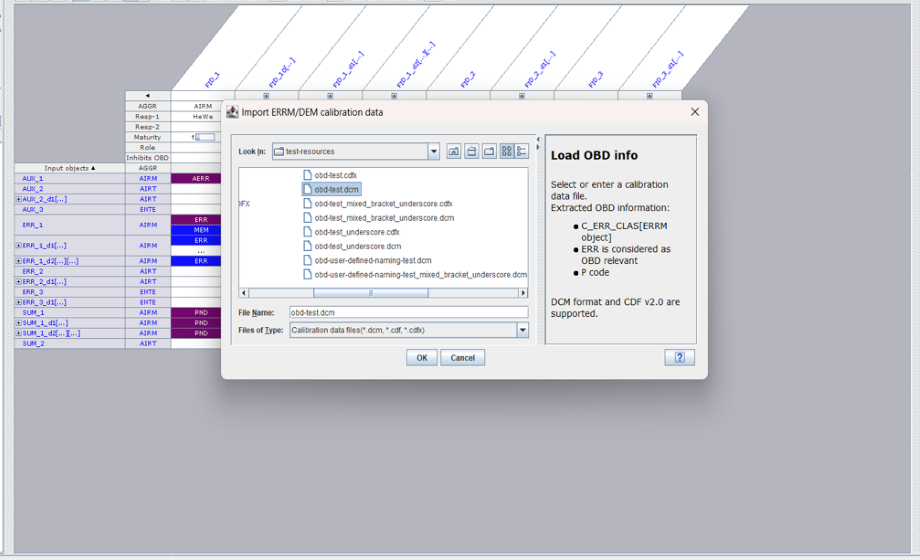 FID_1
FID_10[...]
FID_1_d1[...]
FID_1_d2[...][...]
FID_2
FID_2_d1[...]
FID_3
FID_3_d1[...]
AGGR AIRM
Resp-1 HeWe
Resp-2
Maturity
Role
Inhibits OBD
Input objects ▲ AGGR
AUX_1 AIRM AERR
AUX_2 AIRT
AUX_2_d1[...] AIRT
AUX_3 ENTE
ERR_1 AIRM ERR
MEM
ERR_1_d1[...] AIRM ERR
...
ERR_1_d2[...][...] AIRM ERR
ERR_2 AIRT
ERR_2_d1[...] AIRT
ERR_3 ENTE
ERR_3_d1[...] ENTE
SUM_1 AIRM PND
SUM_1_d1[...] AIRM PND
SUM_1_d2[...][...] AIRM PND
SUM_2 AIRT
Import ERRM/DEM calibration data
Look In: test-resources
obd-test.cdfx
obd-test.dcm
DFX
obd-test_mixed_bracket_underscore.cdfx
obd-test_mixed_bracket_underscore.dcm
obd-test_underscore.cdfx
obd-test_underscore.dcm
obd-user-defined-naming-test.dcm
obd-user-defined-naming-test_mixed_bracket_underscore.dcm
File Name: obd-test.dcm
Files of Type: Calibration data files(*.dcm, *.cdf, *.cdfx)
OK
Cancel
?
Load OBD info
Select or enter a calibration
data file.
Extracted OBD information:
● C_ERR_CLAS[ERRM
object]
● ERR is considered as
OBD relevant
● P code
DCM format and CDF v2.0 are
supported.